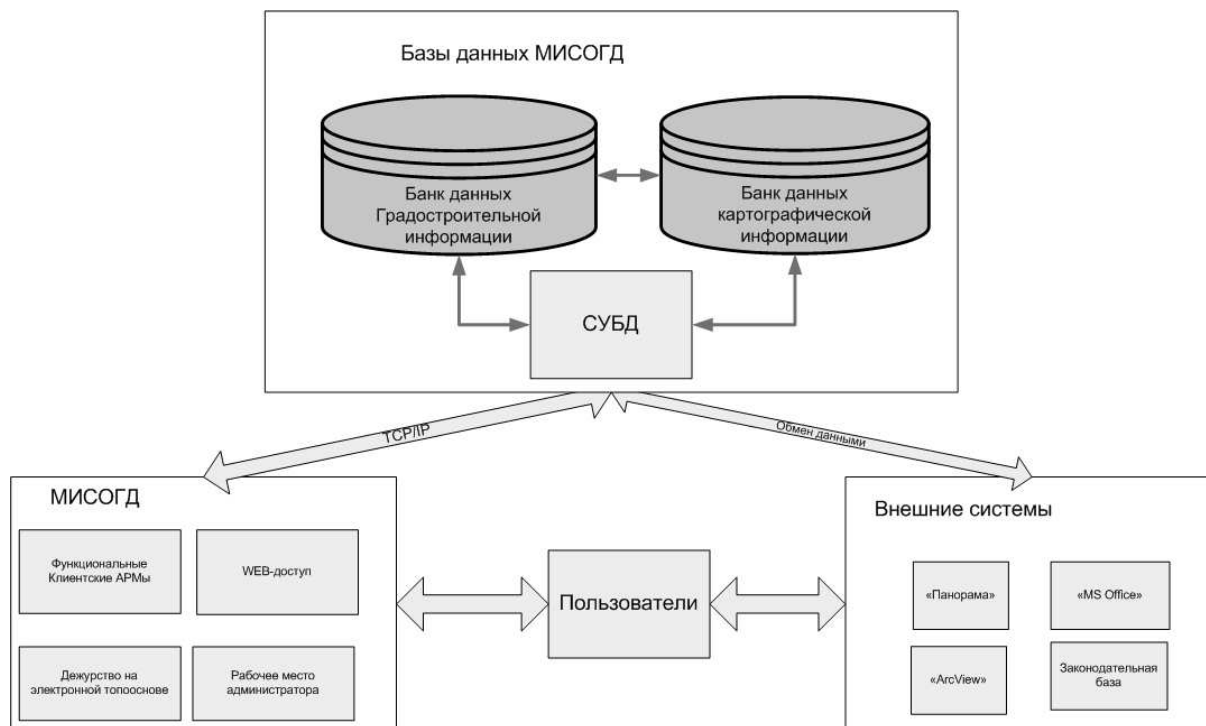 Базы данных МИСОГД
Банк данных
Градостроительной
информации
Банк данных
картографической
информации
СУБД
TCP/IP
Обмен данными
МИСОГД
Функциональные
Клиентские АРМы
WEB-доступ
Дежурство на
электронной топооснове
Рабочее место
администратора
Пользователи
Внешние системы
«Панорама»
«MS Office»
«ArcView»
Законодательная
база